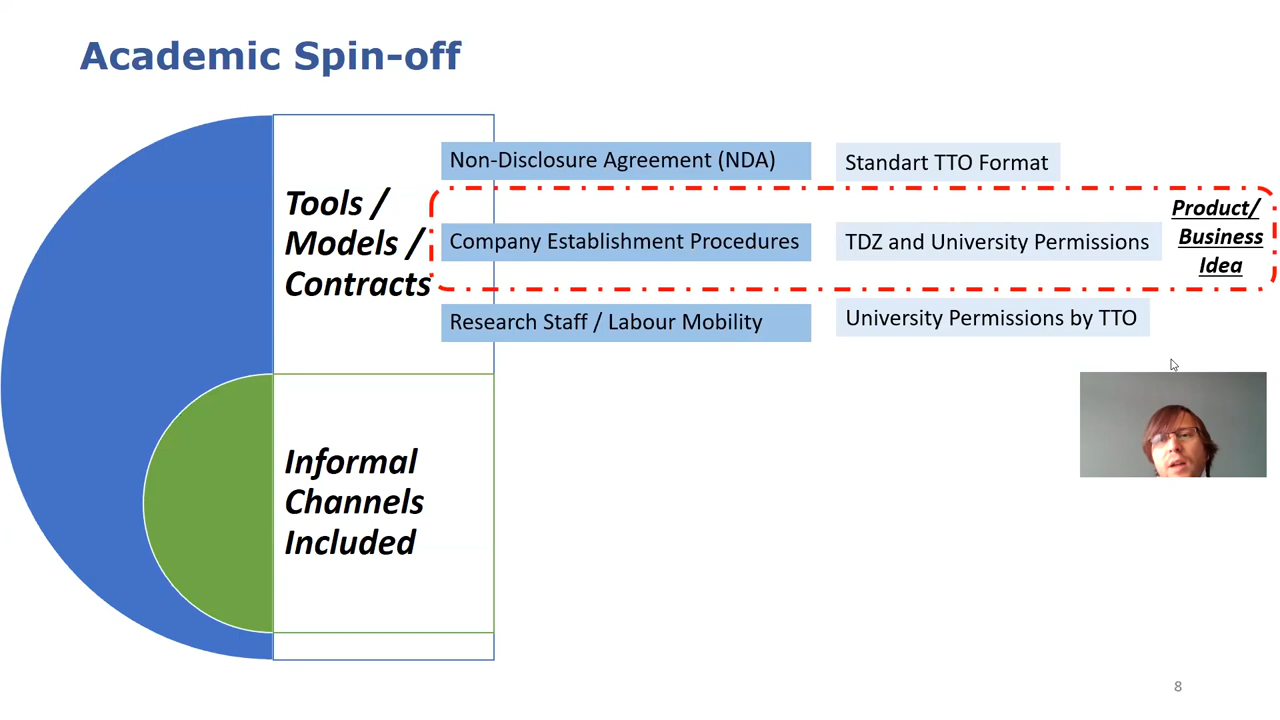 Academic Spin-off
Tools /
Models /
Contracts
Non-Disclosure Agreement (NDA)
Standart TTO Format
Company Establishment Procedures
TDZ and University Permissions
Product/
Business
Idea
Research Staff / Labour Mobility
University Permissions by TTO
Informal
Channels
Included
8